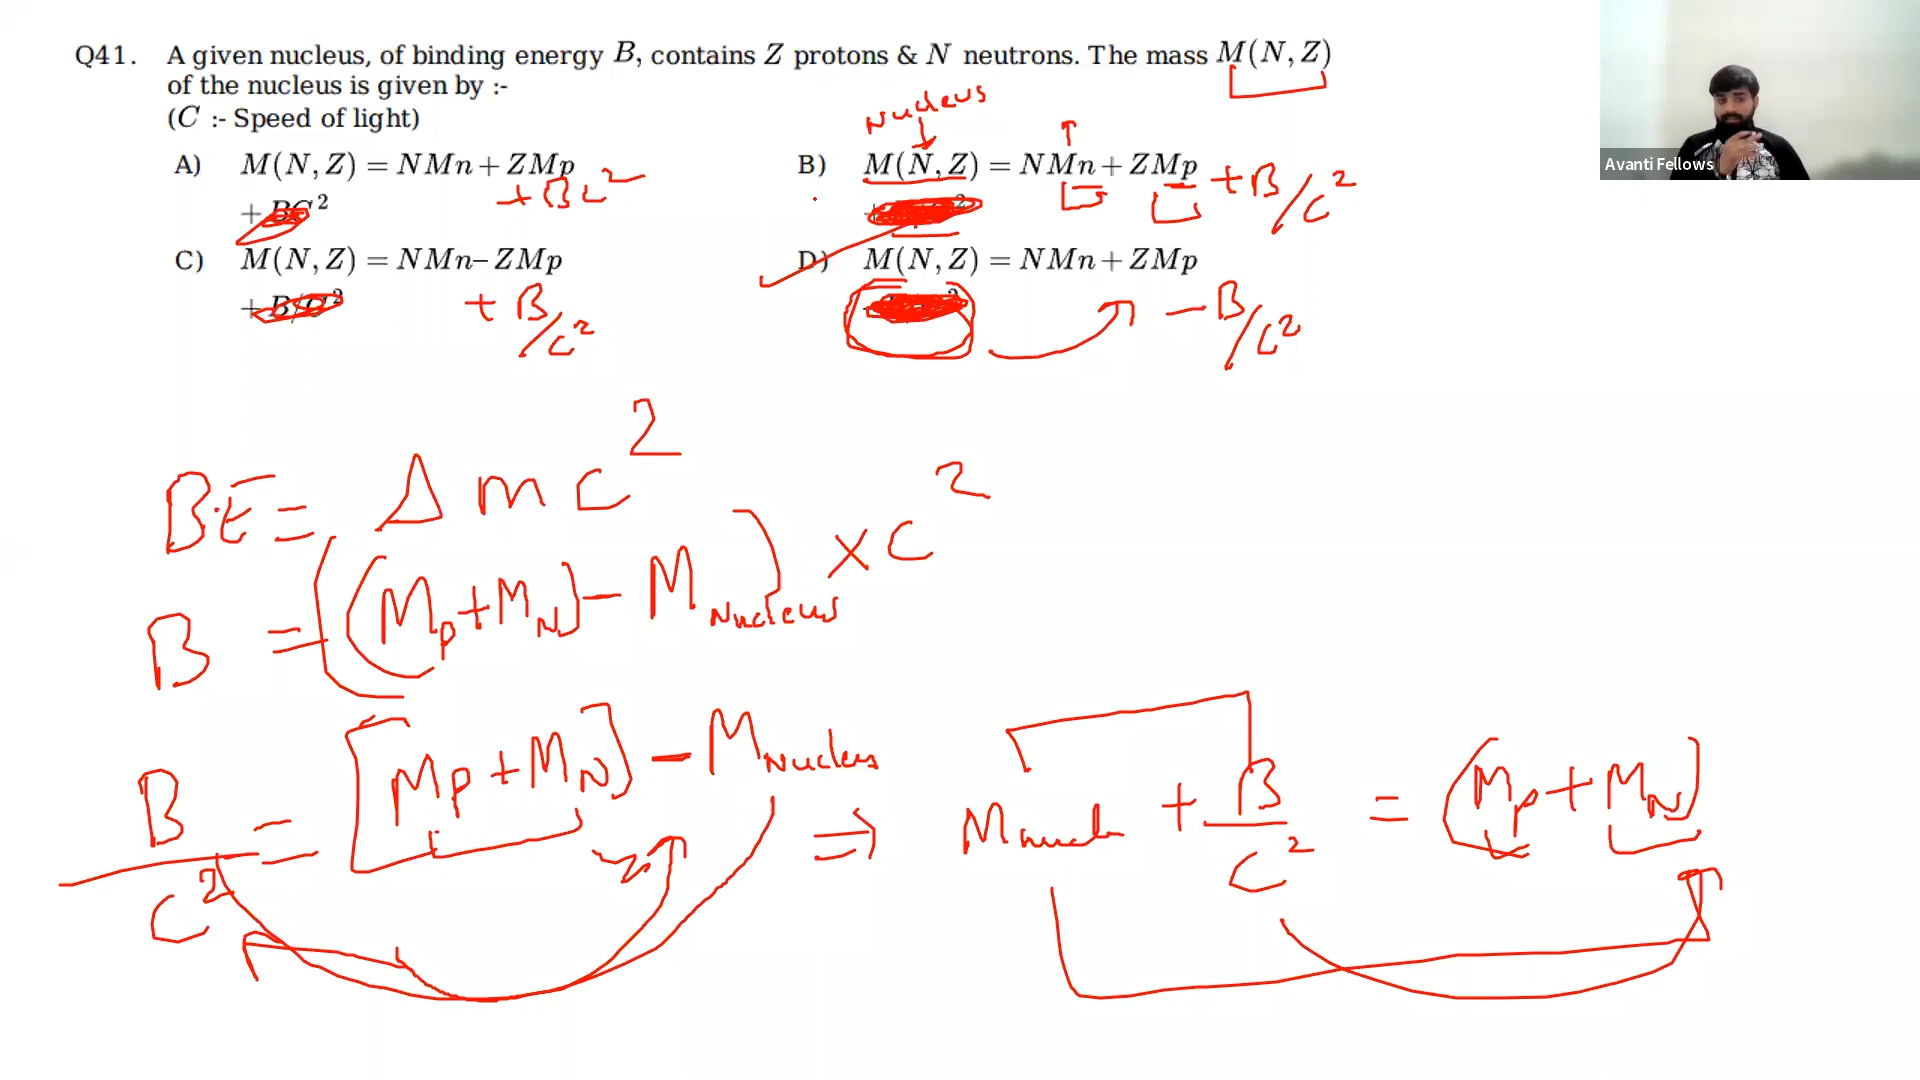 Q41. A given nucleus, of binding energy B, contains Z protons & N neutrons. The mass M(N, Z)
of the nucleus is given by :-
(C :- Speed of light)
Nucleus
A) M(N, Z) = NMn + ZMp
+ BC²
+ BC²
B) M(N, Z) = NMn + ZMp + B/C²
C) M(N, Z) = NMn– ZMp
+ B/C²
+ B/C²
D) M(N, Z) = NMn + ZMp
- B/C²
Avanti Fellows
B.E = Δmc²
B = ((Mp + MN) - MNucleus) × C²
B/C² = [Mp + MN] - MNucleus ⇒ Mnucle + B/C² = (Mp + MN)